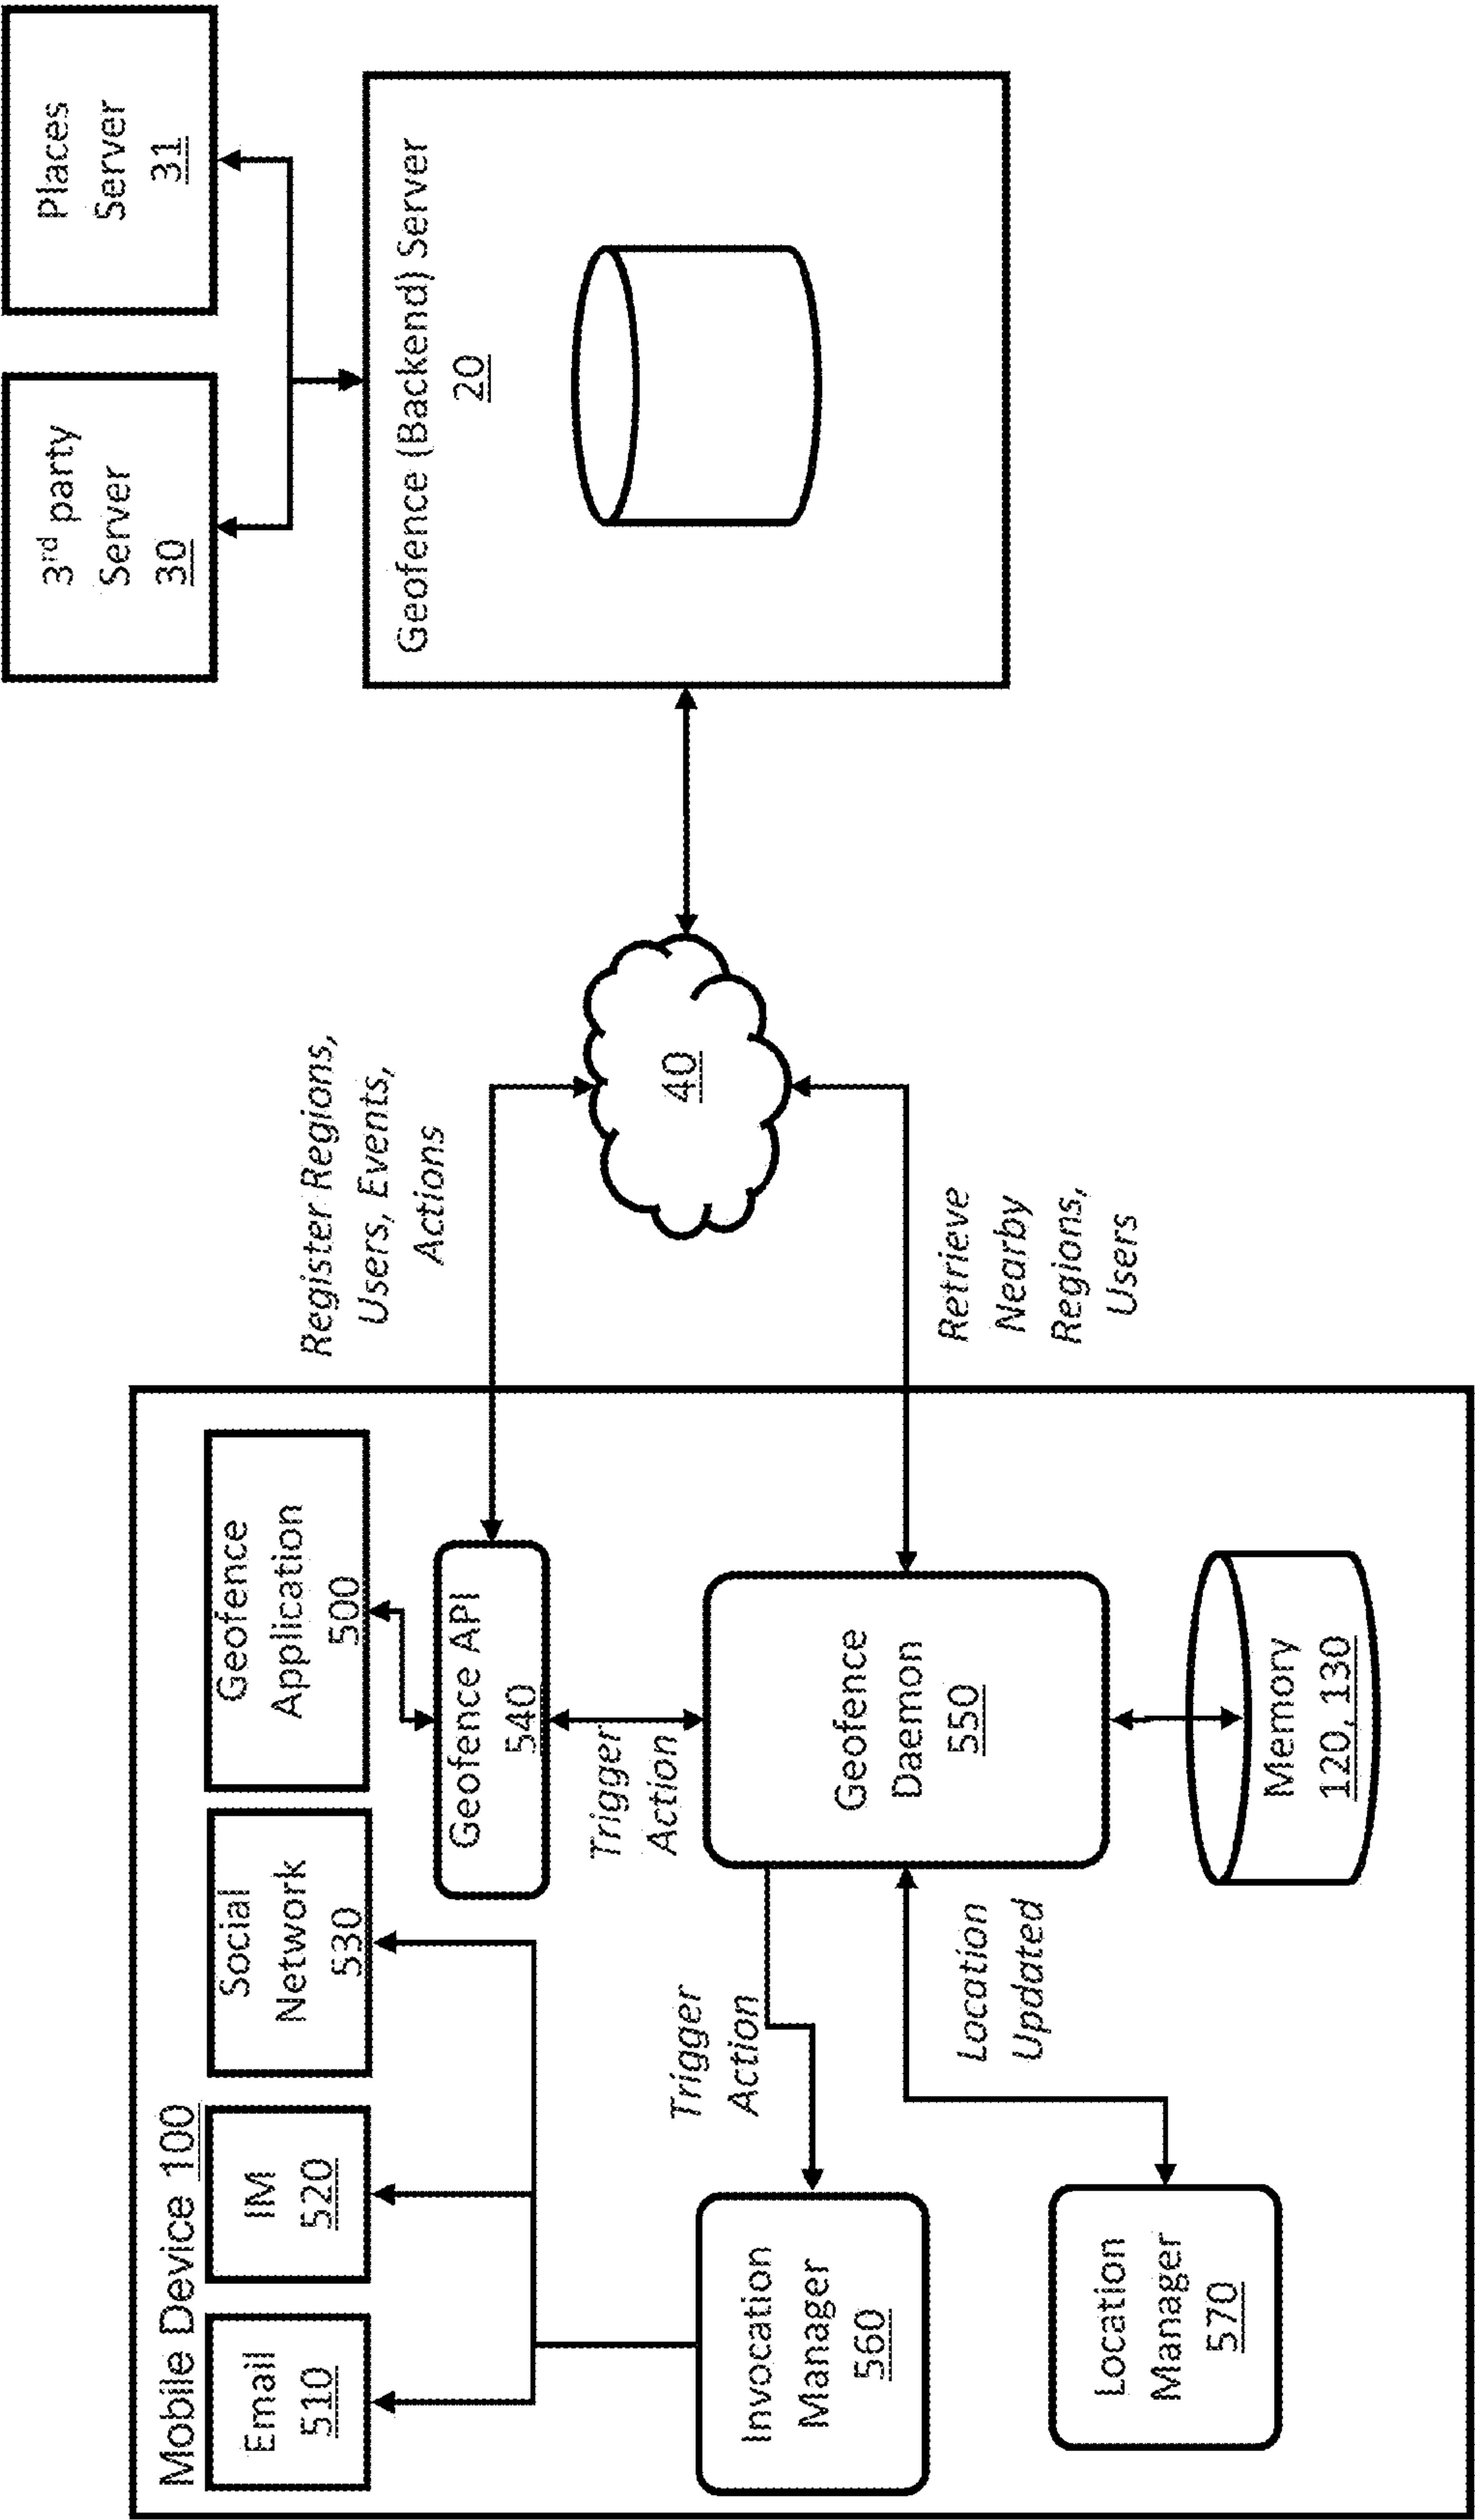 Mobile Device 100
Email
510
IM
520
Social
Network
530
Geofence
Application
500
Geofence API
540
Trigger
Action
Trigger
Action
Geofence
Daemon
550
Invocation
Manager
560
Location
Updated
Location
Manager
570
Memory
120, 130
Register Regions,
Users, Events,
Actions
40
Retrieve
Nearby
Regions,
Users
3rd party
Server
30
Places
Server
31
Geofence (Backend) Server
20